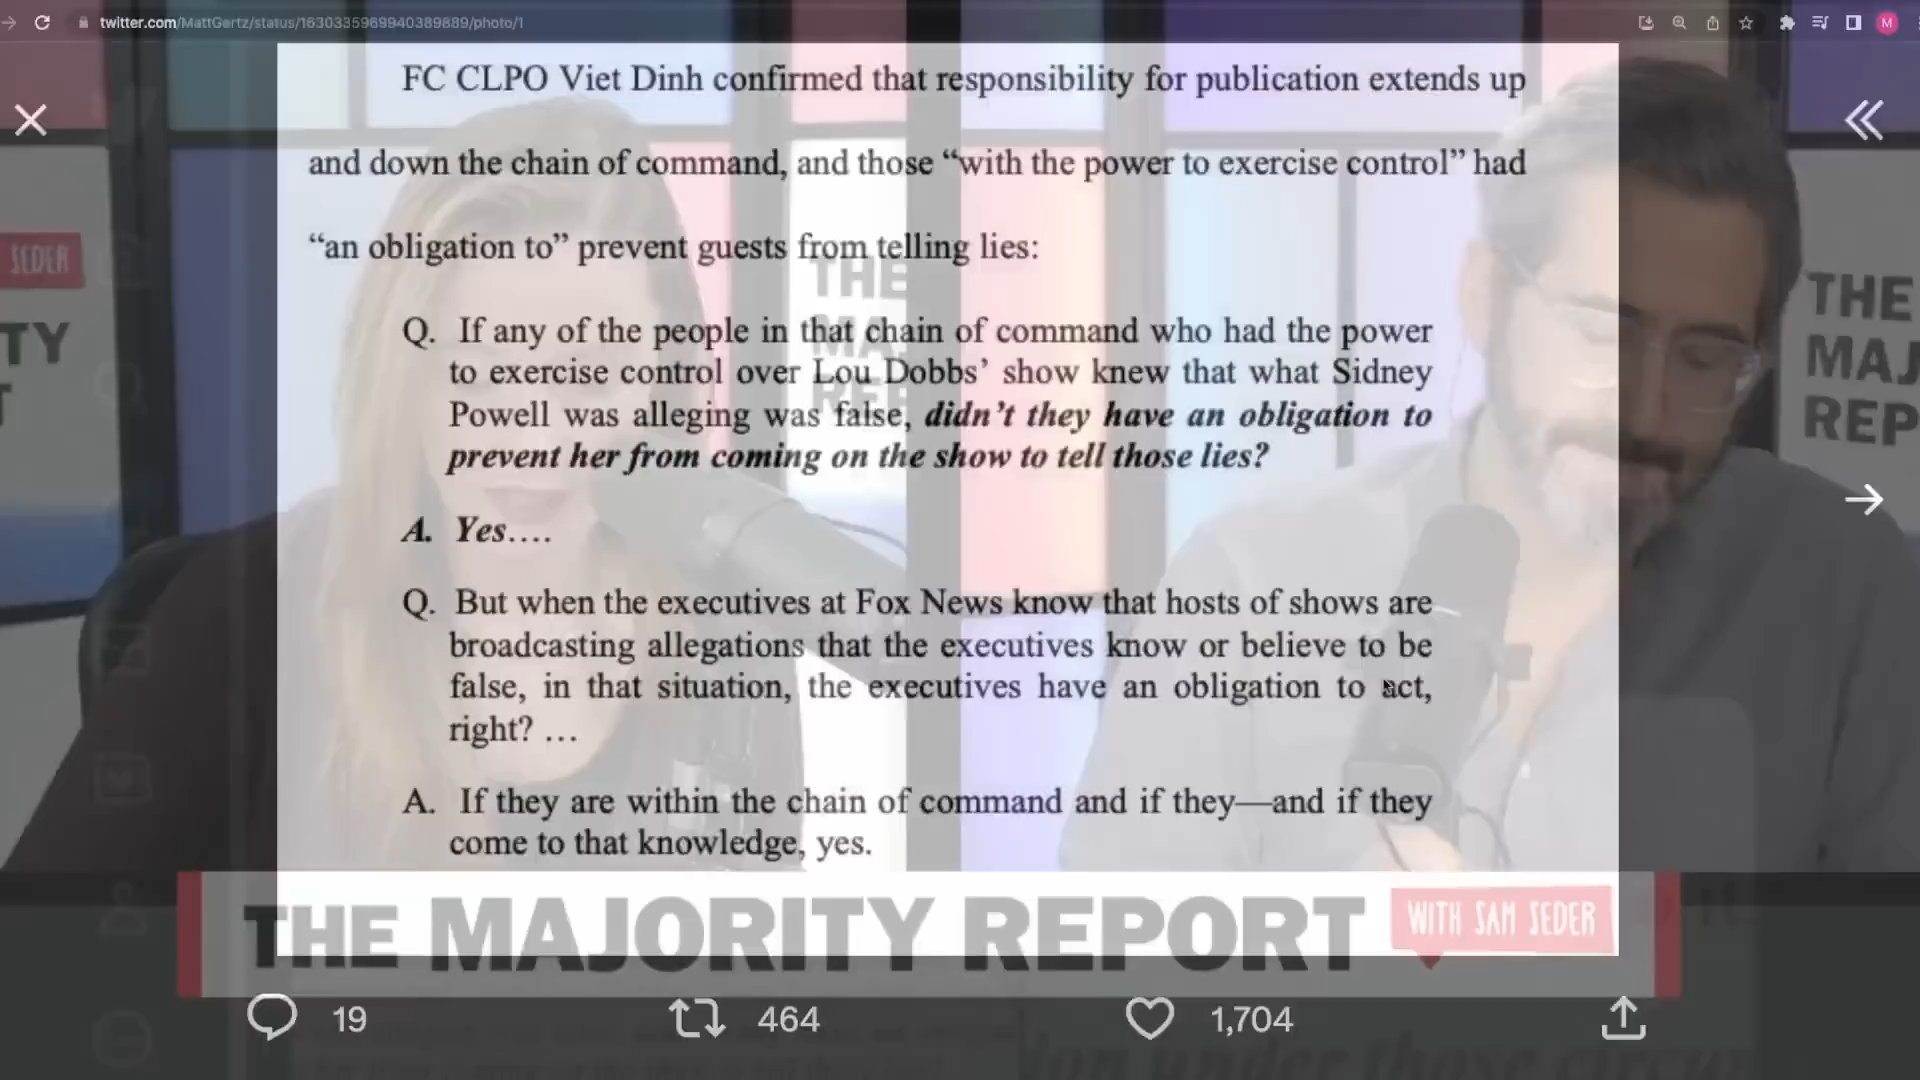 twitter.com/MattGertz/status/1630335969940389889/photo/1
M
FC CLPO Viet Dinh confirmed that responsibility for publication extends up
and down the chain of command, and those “with the power to exercise control” had
“an obligation to” prevent guests from telling lies:
Q. If any of the people in that chain of command who had the power
to exercise control over Lou Dobbs’ show knew that what Sidney
Powell was alleging was false, didn’t they have an obligation to
prevent her from coming on the show to tell those lies?
A. Yes….
Q. But when the executives at Fox News know that hosts of shows are
broadcasting allegations that the executives know or believe to be
false, in that situation, the executives have an obligation to act,
right? …
A. If they are within the chain of command and if they—and if they
come to that knowledge, yes.
SEDER
TY
T
THE
MAJ
RE
THE
MAJ
REP
THE MAJORITY REPORT
WITH SAM SEDER
19
464
1,704
ion under those circu